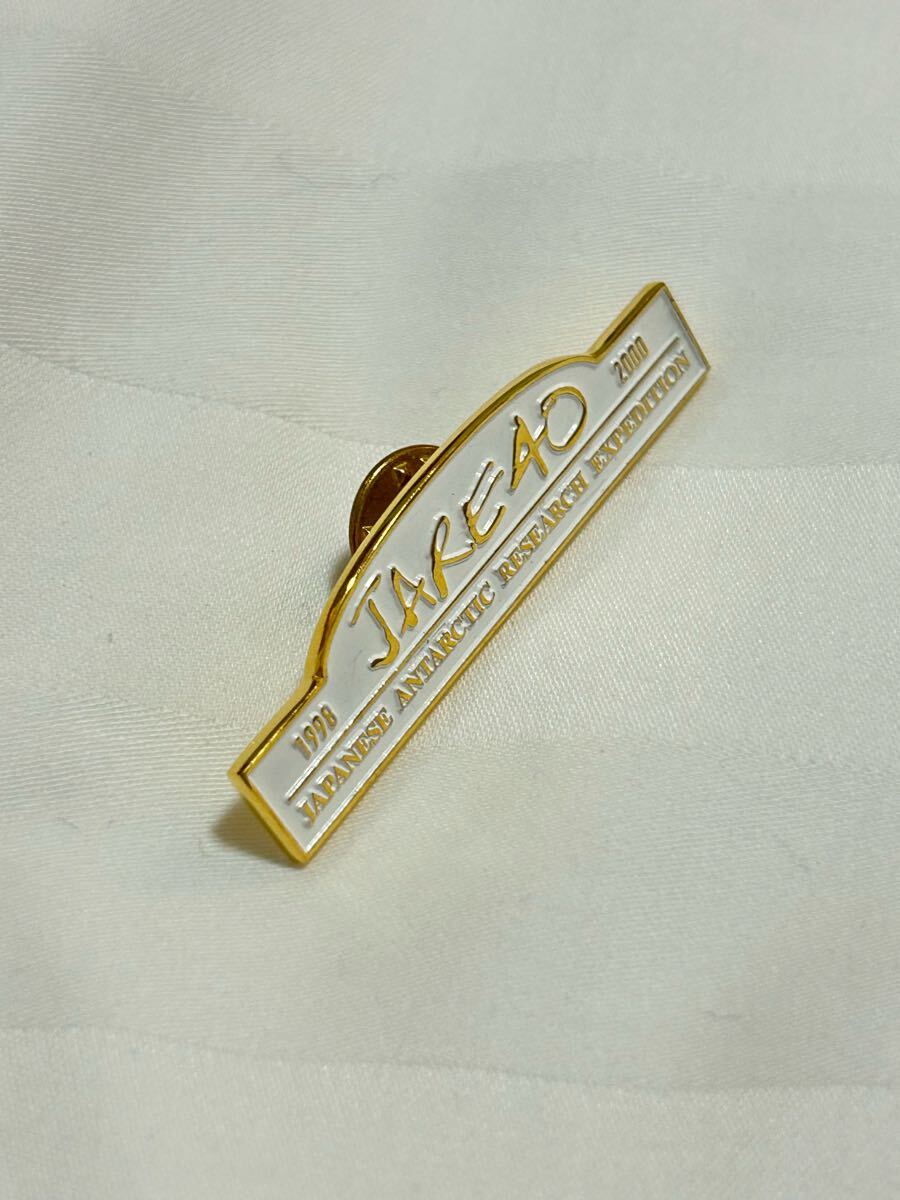 JARE40
1998 2000
JAPANESE ANTARCTIC RESEARCH EXPEDITION